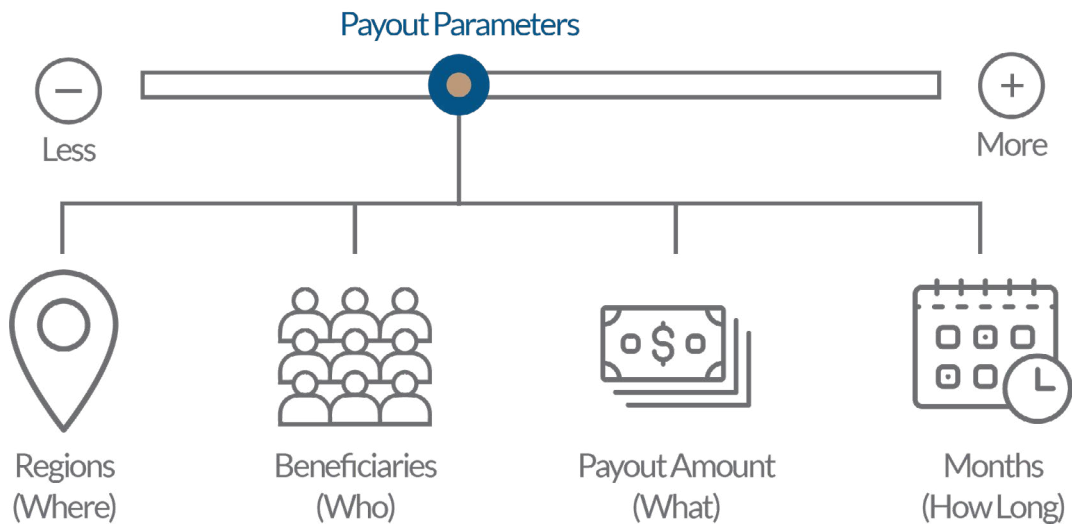 Payout Parameters
−
+
Less
More
$
Regions
(Where)
Beneficiaries
(Who)
Payout Amount
(What)
Months
(How Long)